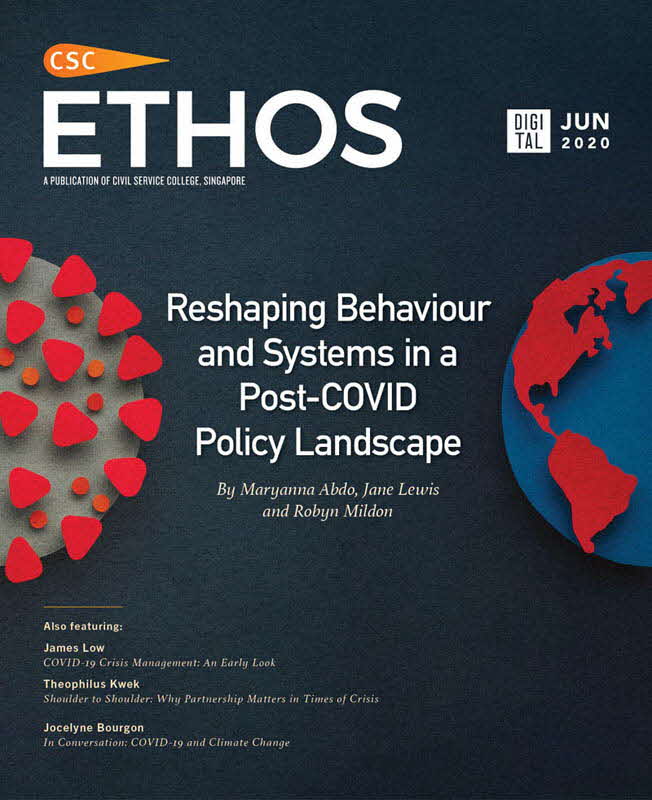 CSC
ETHOS
A PUBLICATION OF CIVIL SERVICE COLLEGE, SINGAPORE
DIGI
TAL
JUN
2020
Reshaping Behaviour
and Systems in a
Post-COVID
Policy Landscape
By Maryanna Abdo, Jane Lewis
and Robyn Mildon
Also featuring:
James Low
COVID-19 Crisis Management: An Early Look
Theophilus Kwek
Shoulder to Shoulder: Why Partnership Matters in Times of Crisis
Jocelyne Bourgon
In Conversation: COVID-19 and Climate Change